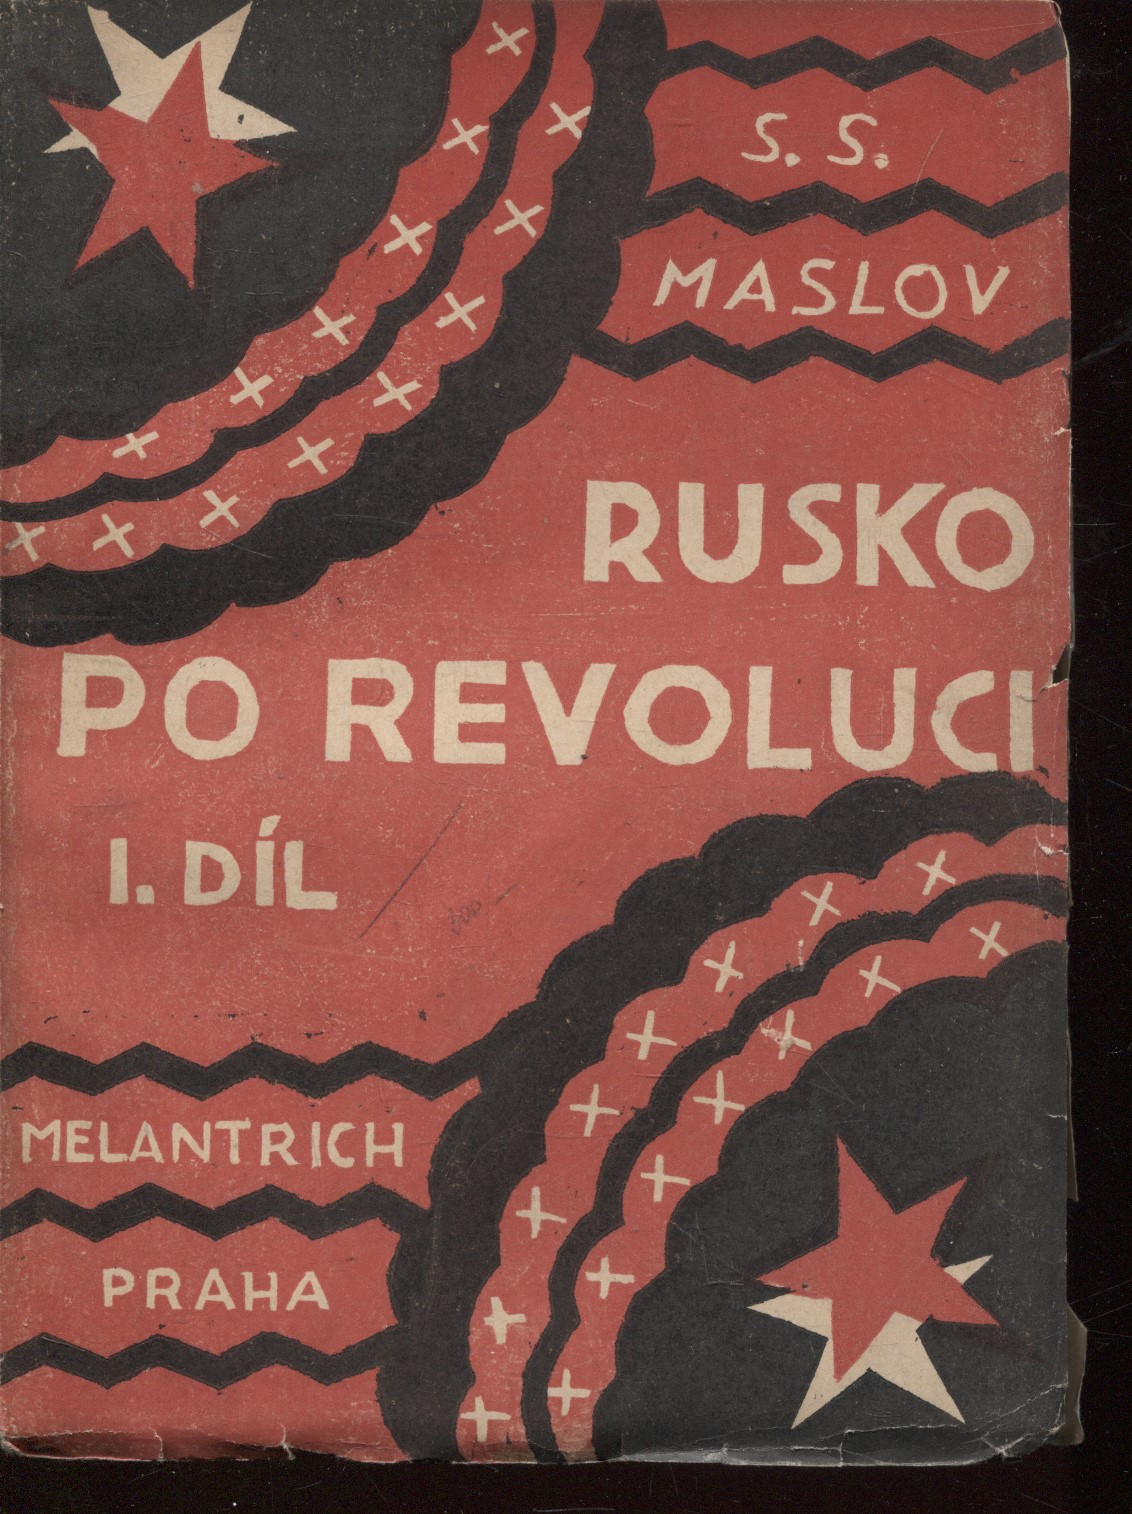 S. S.
MASLOV
RUSKO
PO REVOLUCI
I. DÍL
MELANTRICH
PRAHA